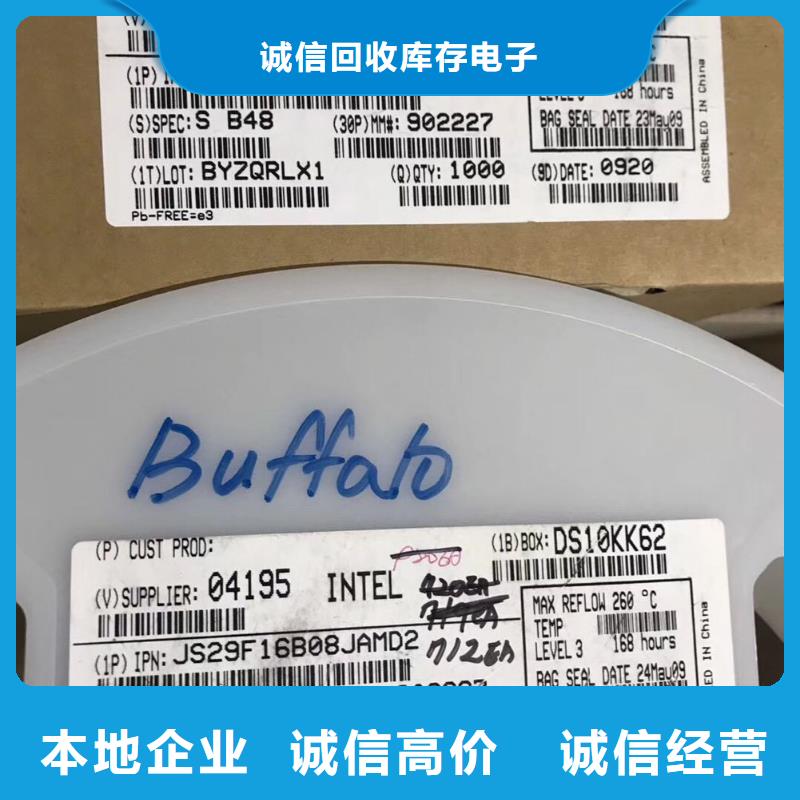 诚信回收库存电子
(1P) I
168 hours
BAG SEAL DATE 23May09
ASSEMBLED IN China
(S)SPEC: S B48 (30P)MM#: 902227
(1T)LOT: BYZQRLX1 (Q)QTY: 1000 (9D)DATE: 0920
Pb-FREE=e3
Buffalo
(P) CUST PROD: (1B)BOX: DS10KK62
(V)SUPPLIER: 04195 INTEL
(1P) IPN: JS29F16B08JAMD2 712EA
MAX REFLOW 260 °C
TEMP
LEVEL 3 168 hours
BAG SEAL DATE 24May09
ED IN China
本地企业 诚信高价 诚信经营